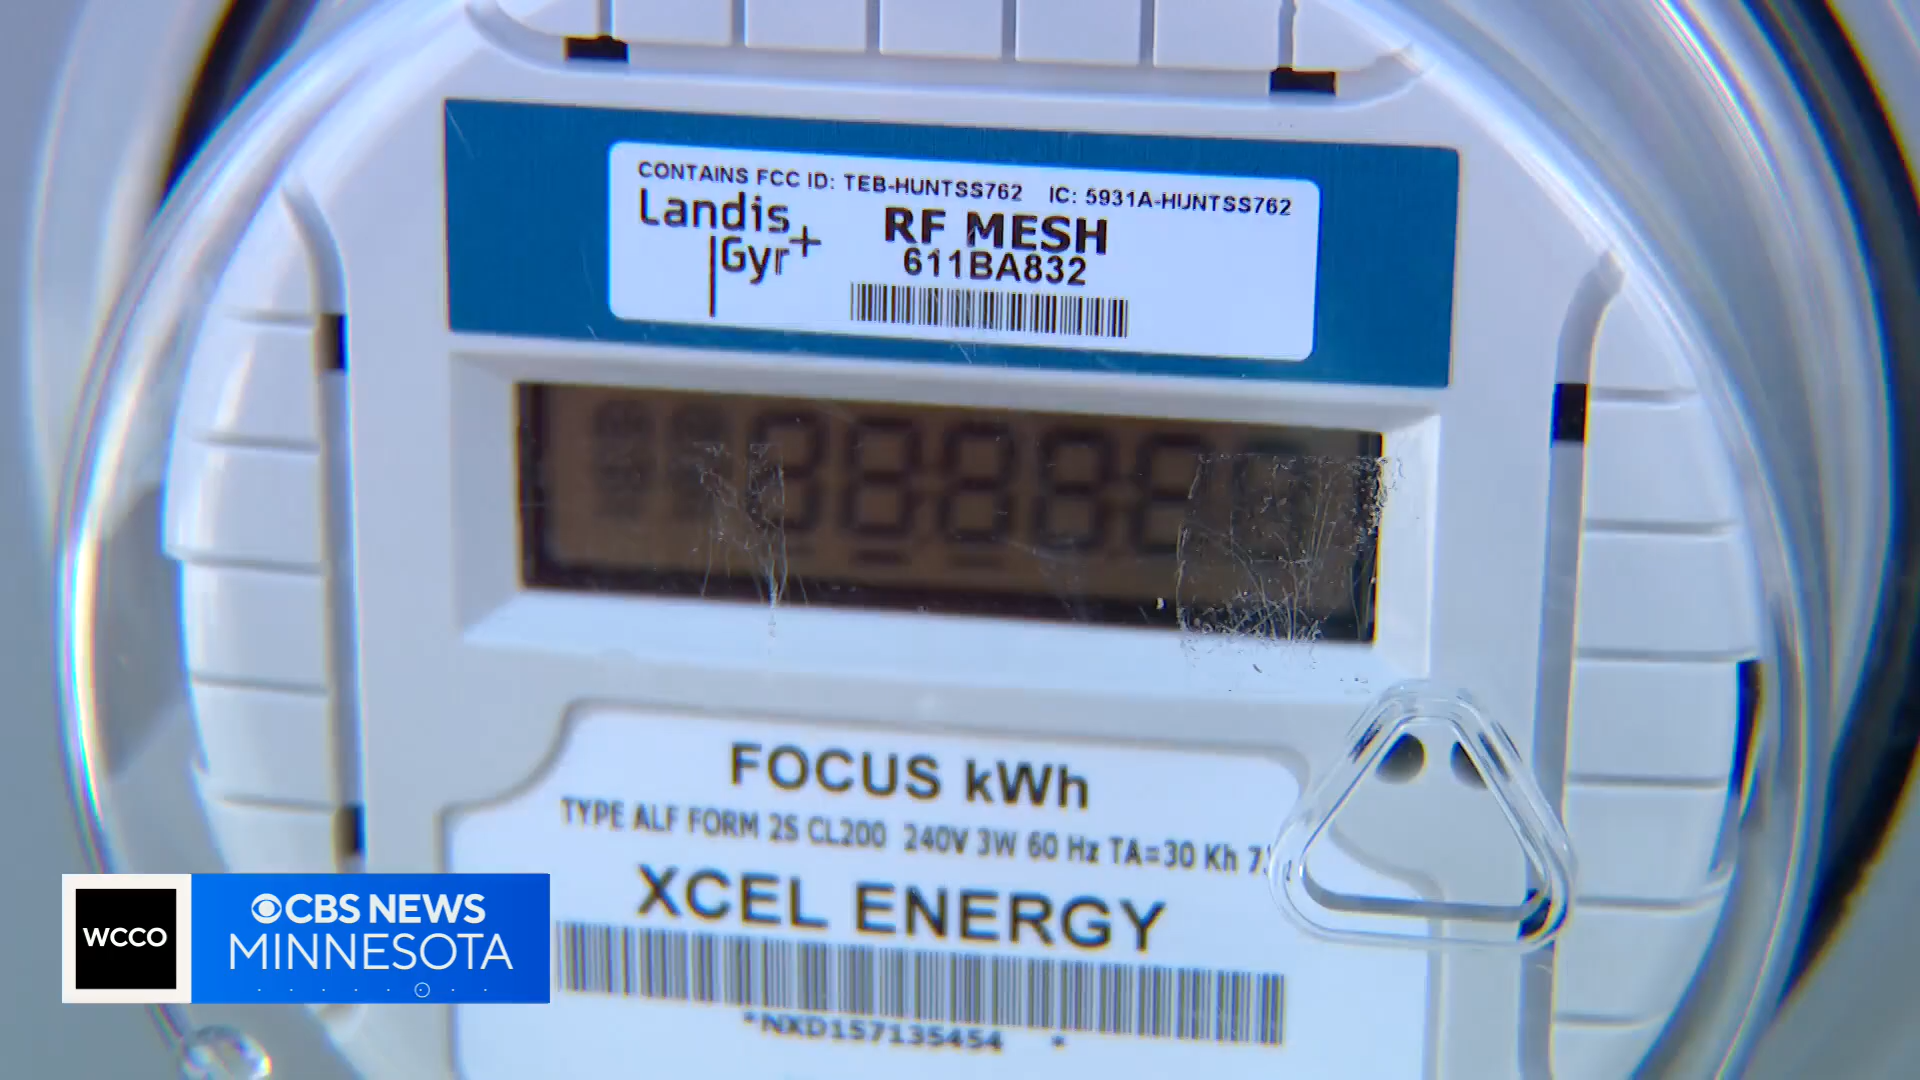 CONTAINS FCC ID: TEB-HUNTSS762 IC: 5931A-HUNTSS762
Landis
Gyr+
RF MESH
611BA832
FOCUS kWh
TYPE ALF FORM 2S CL200 240V 3W 60 Hz TA=30 Kh
XCEL ENERGY
*NXD157135454 *
WCCO
CBS NEWS
MINNESOTA